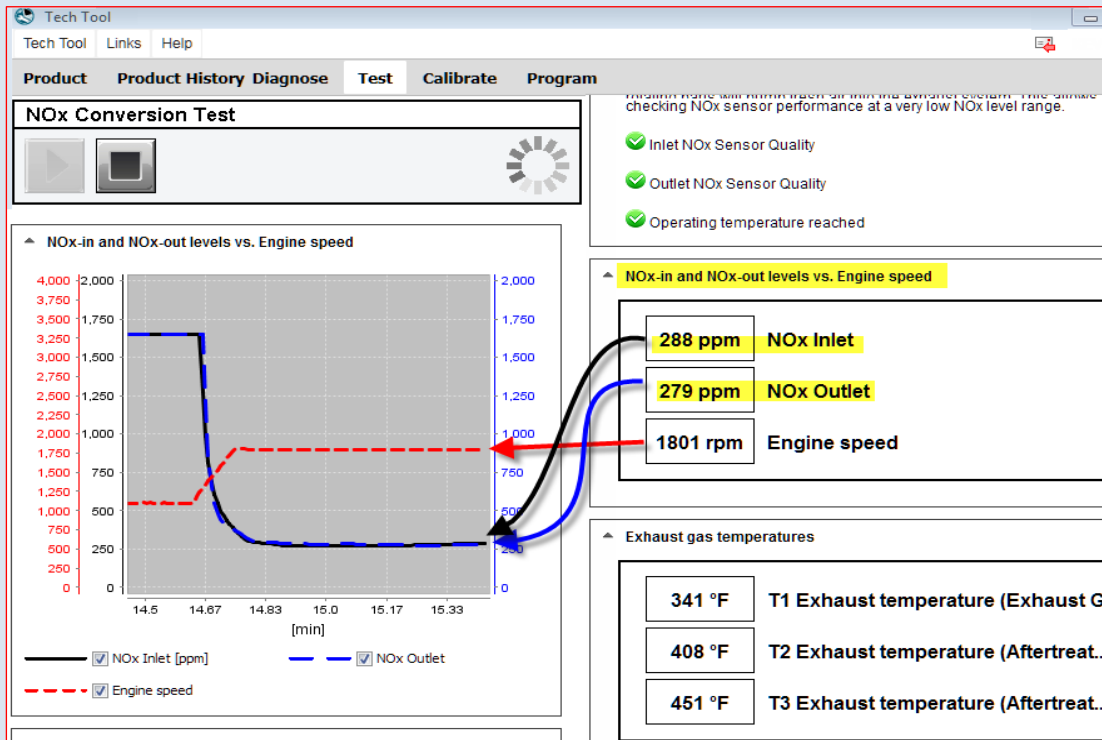 Tech Tool
Tech Tool Links Help
Product Product History Diagnose Test Calibrate Program
NOx Conversion Test
checking NOx sensor performance at a very low NOx level range.
Inlet NOx Sensor Quality
Outlet NOx Sensor Quality
Operating temperature reached
NOx-in and NOx-out levels vs. Engine speed
4,000 2,000 2,000
3,750
3,500 1,750 1,750
3,250
3,000 1,500 1,500
2,750
2,500 1,250 1,250
2,250
2,000 1,000 1,000
1,750
1,500 750 750
1,250
1,000 500
750
500 250 250
250
0 0 0
14.5 14.67 14.83 15.0 15.17 15.33
[min]
NOx Inlet [ppm] NOx Outlet
Engine speed
NOx-in and NOx-out levels vs. Engine speed
288 ppm NOx Inlet
279 ppm NOx Outlet
1801 rpm Engine speed
Exhaust gas temperatures
341 °F T1 Exhaust temperature (Exhaust G
408 °F T2 Exhaust temperature (Aftertreat..
451 °F T3 Exhaust temperature (Aftertreat..